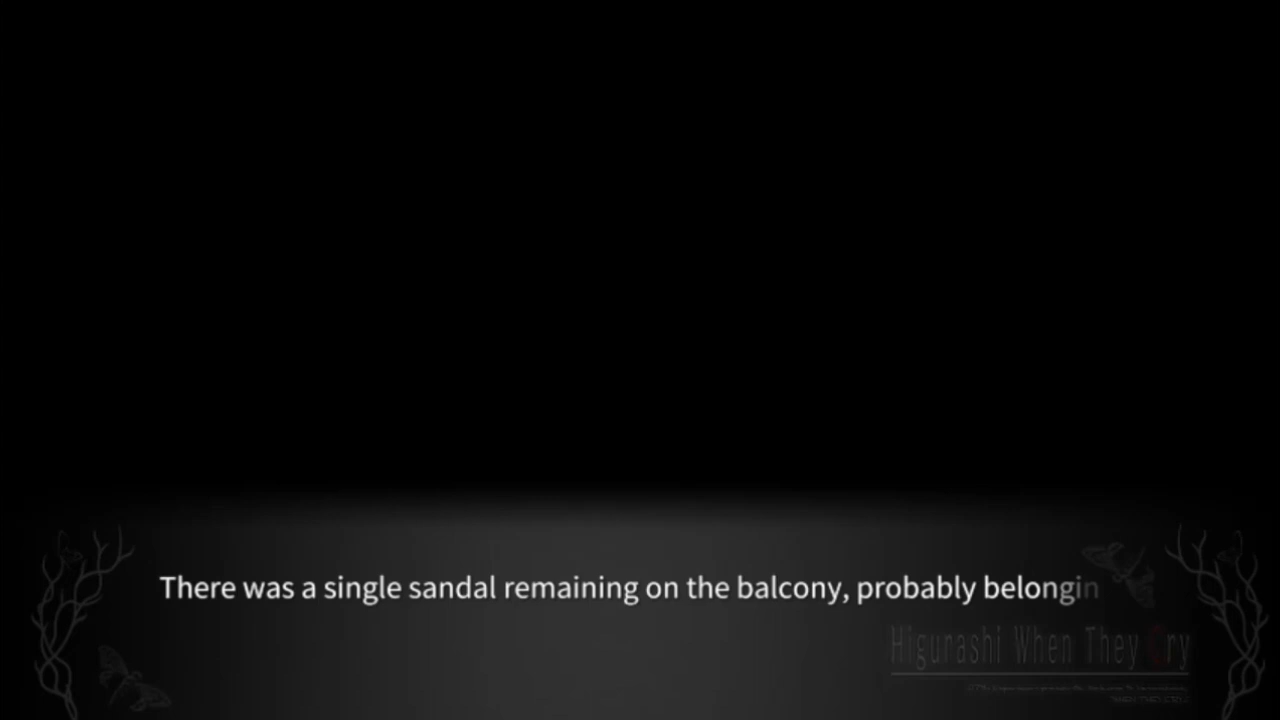 There was a single sandal remaining on the balcony, probably belongin
Higurashi When They Cry